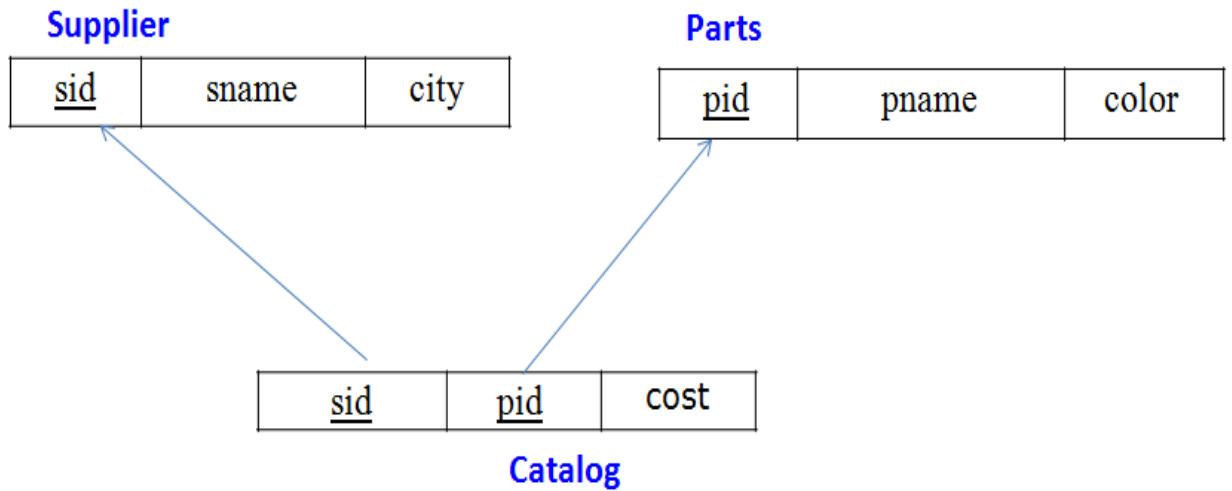 Supplier
Parts
sid sname city
pid pname color
sid pid cost
Catalog